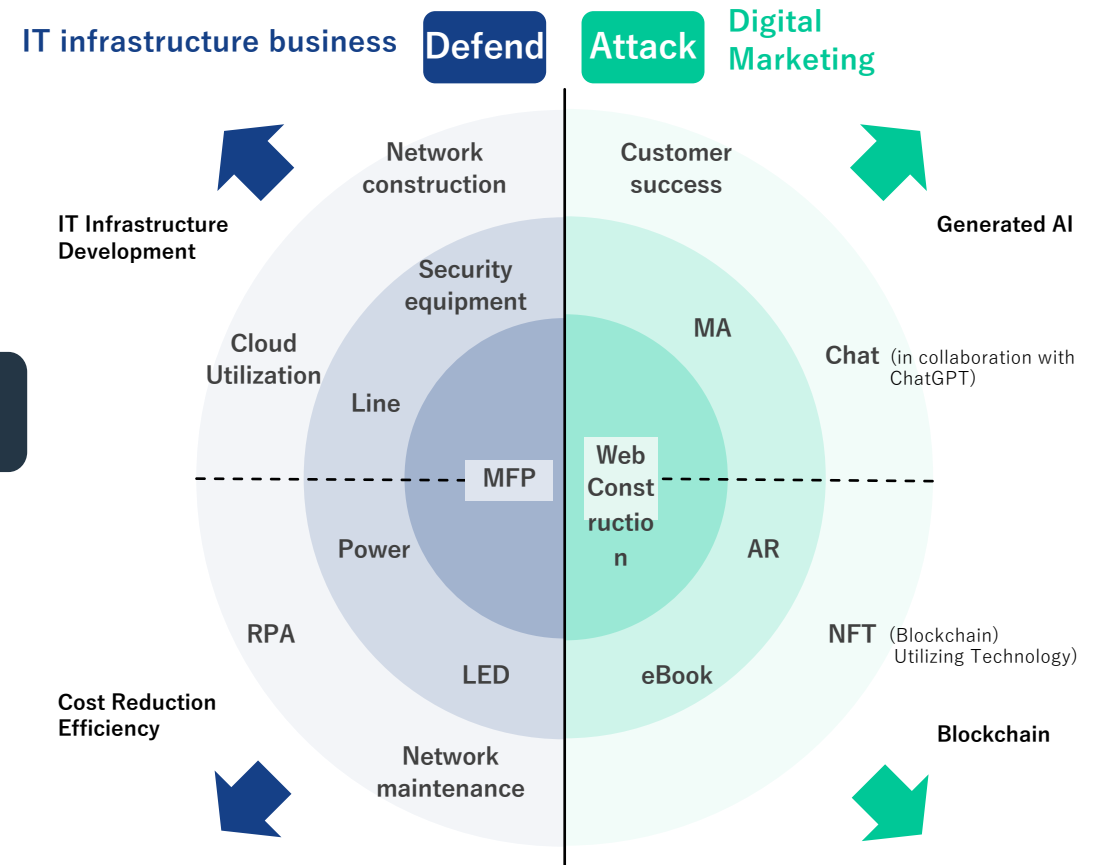 IT infrastructure business
Defend
Attack
Digital
Marketing
Network
construction
Customer
success
IT Infrastructure
Development
Generated AI
Security
equipment
MA
Cloud
Utilization
Chat (in collaboration with
ChatGPT)
Line
MFP
Web
Const
ructio
n
Power
AR
RPA
NFT (Blockchain)
Utilizing Technology)
LED
eBook
Cost Reduction
Efficiency
Blockchain
Network
maintenance